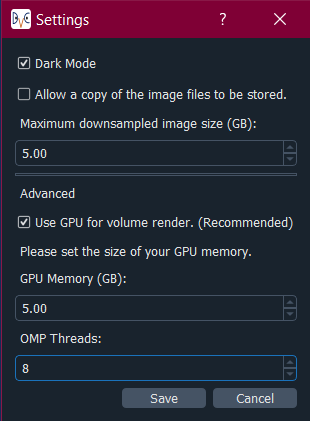 Settings
?
Dark Mode
Allow a copy of the image files to be stored.
Maximum downsampled image size (GB):
5.00
Advanced
Use GPU for volume render. (Recommended)
Please set the size of your GPU memory.
GPU Memory (GB):
5.00
OMP Threads:
8
Save Cancel